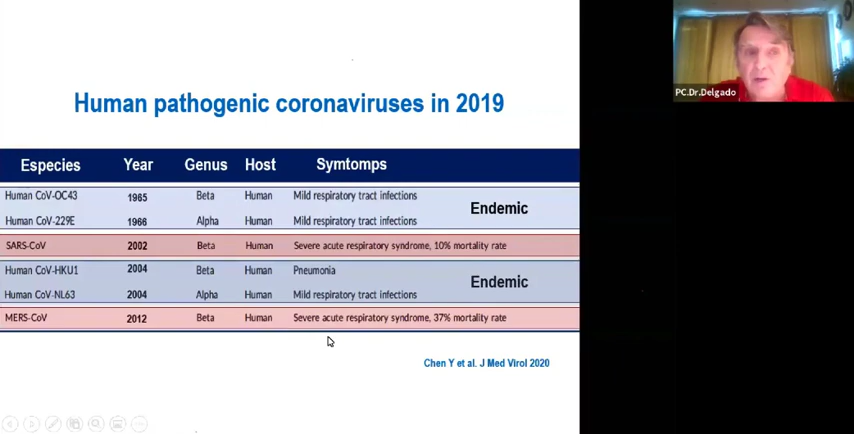 Human pathogenic coronaviruses in 2019
PC.Dr.Delgado
Especies Year Genus Host Symtomps
Human CoV-OC43 1965 Beta Human Mild respiratory tract infections
Endemic
Human CoV-229E 1966 Alpha Human Mild respiratory tract infections
SARS-CoV 2002 Beta Human Severe acute respiratory syndrome, 10% mortality rate
Human CoV-HKU1 2004 Beta Human Pneumonia
Endemic
Human CoV-NL63 2004 Alpha Human Mild respiratory tract infections
MERS-CoV 2012 Beta Human Severe acute respiratory syndrome, 37% mortality rate
Chen Y et al. J Med Virol 2020